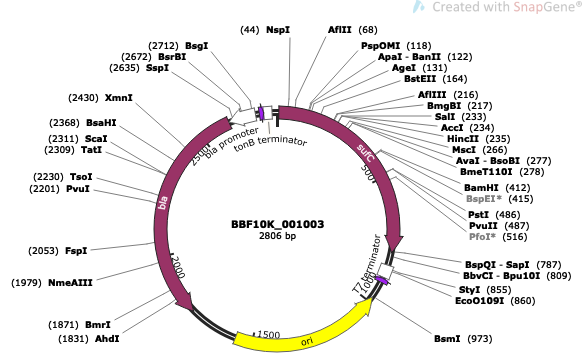 Created with SnapGene®
(44) NspI
AflII (68)
PspOMI (118)
ApaI - BanII (122)
AgeI (131)
BstEII (164)
AflIII (216)
BmgBI (217)
SalI (233)
AccI (234)
HincII (235)
MscI (266)
AvaI - BsoBI (277)
BmeT110I (278)
BamHI (412)
BspEI* (415)
PstI (486)
PvuII (487)
PfoI* (516)
BspQI - SapI (787)
BbvCI - Bpu10I (809)
StyI (855)
EcoO109I (860)
BsmI (973)
(1831) AhdI
(1871) BmrI
(1979) NmeAIII
(2053) FspI
(2201) PvuI
(2230) TsoI
(2309) TatI
(2311) ScaI
(2368) BsaHI
(2430) XmnI
(2635) SspI
(2672) BsrBI
(2712) BsgI
bla promoter
tonB terminator
sufC
500
T7 terminator
1000
ori
1500
2000
bla
2500
BBF10K_001003
2806 bp